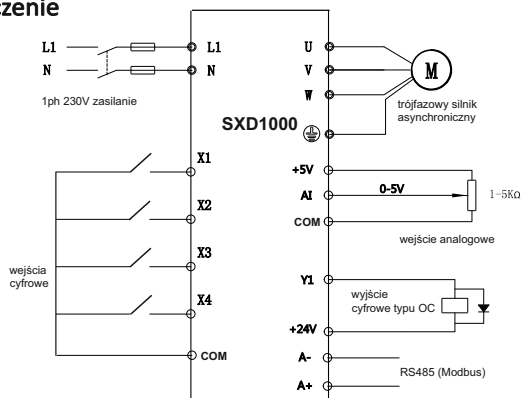 czenie
L1
N
1ph 230V zasilanie
L1
N
SXD1000
U
V
W
M
trójfazowy silnik
asynchroniczny
X1
X2
X3
X4
COM
wejścia
cyfrowe
+5V
AI
COM
0-5V
1-5KΩ
wejście analogowe
Y1
+24V
wyjście
cyfrowe typu OC
A-
A+
RS485 (Modbus)